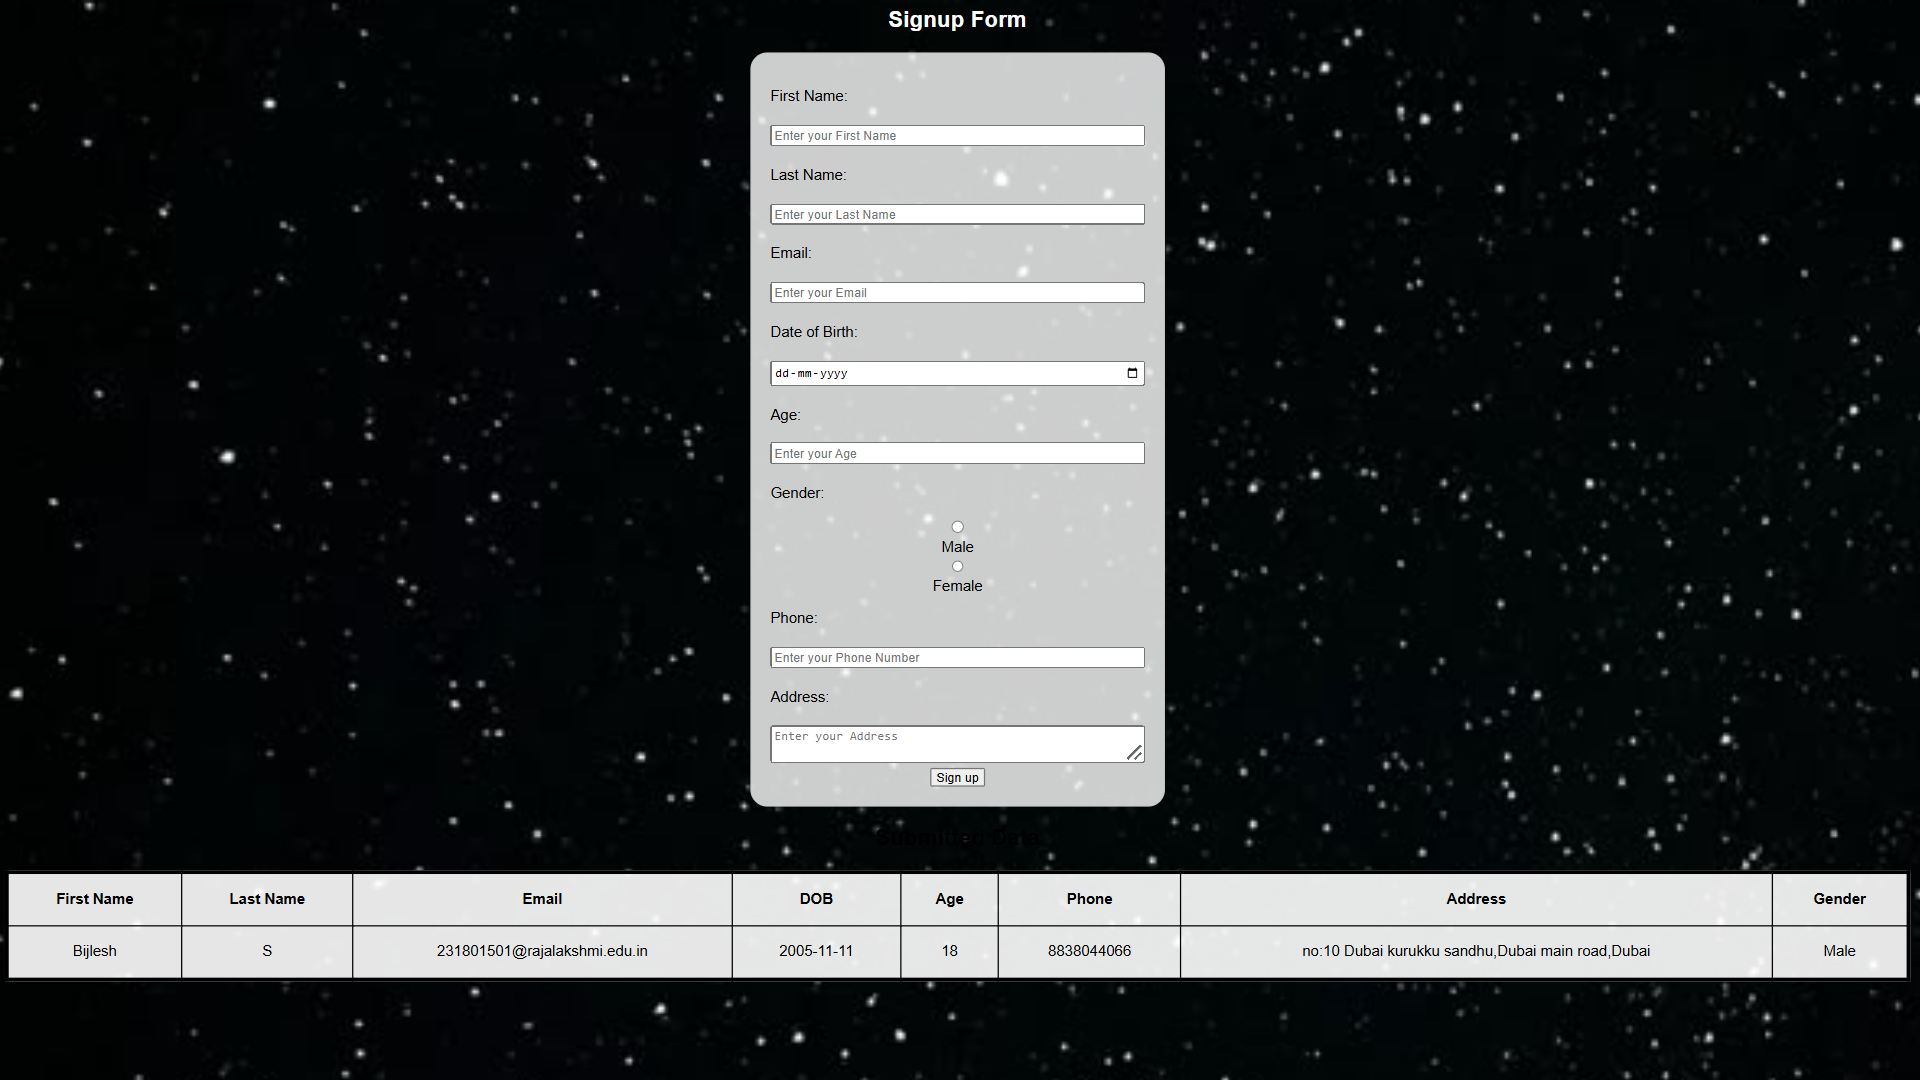 Signup Form
First Name:
Enter your First Name
Last Name:
Enter your Last Name
Email:
Enter your Email
Date of Birth:
dd-mm-yyyy
Age:
Enter your Age
Gender:
Male
Female
Phone:
Enter your Phone Number
Address:
Enter your Address
Sign up
Submitted Data
First Name Last Name Email DOB Age Phone Address Gender
Bijlesh S 231801501@rajalakshmi.edu.in 2005-11-11 18 8838044066 no:10 Dubai kurukku sandhu,Dubai main road,Dubai Male